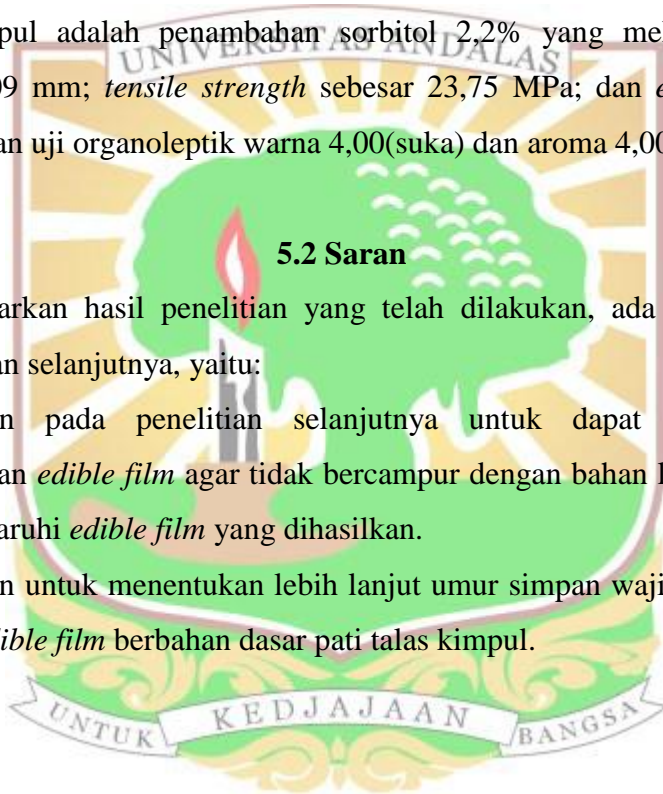 pul adalah penambahan sorbitol 2,2% yang me
UNIVERSITAS ANDALAS
09 mm; tensile strength sebesar 23,75 MPa; dan e
an uji organoleptik warna 4,00(suka) dan aroma 4,00
5.2 Saran
arkan hasil penelitian yang telah dilakukan, ada
an selanjutnya, yaitu:
n pada penelitian selanjutnya untuk dapat
an edible film agar tidak bercampur dengan bahan l
aruhi edible film yang dihasilkan.
n untuk menentukan lebih lanjut umur simpan waji
dible film berbahan dasar pati talas kimpul.
UNTUK KEDJAJAAN BANGSA